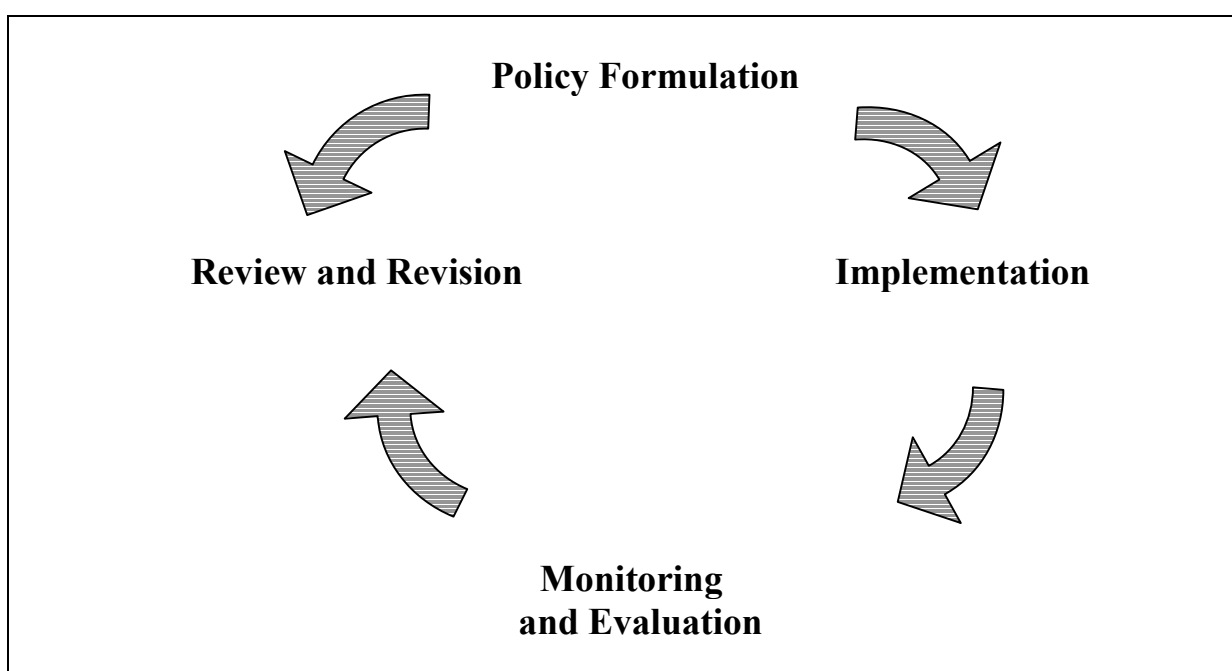 Policy Formulation
Review and Revision
Implementation
Monitoring
and Evaluation